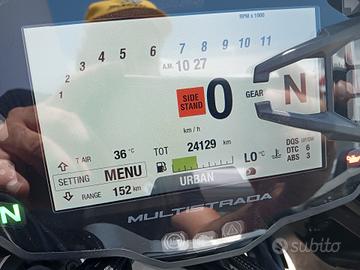 RPM x 1000
1 2 3 4 5 6 7 8 9 10 11
A.M. 10 27
SIDE STAND
0
GEAR N
km / h
TOT 24129 km
T AIR 36 °C
SETTING MENU
RANGE 152 km
URBAN
LO °C
DQS UP/DW
DTC 6
ABS 3
N
MULTISTRADA
subito